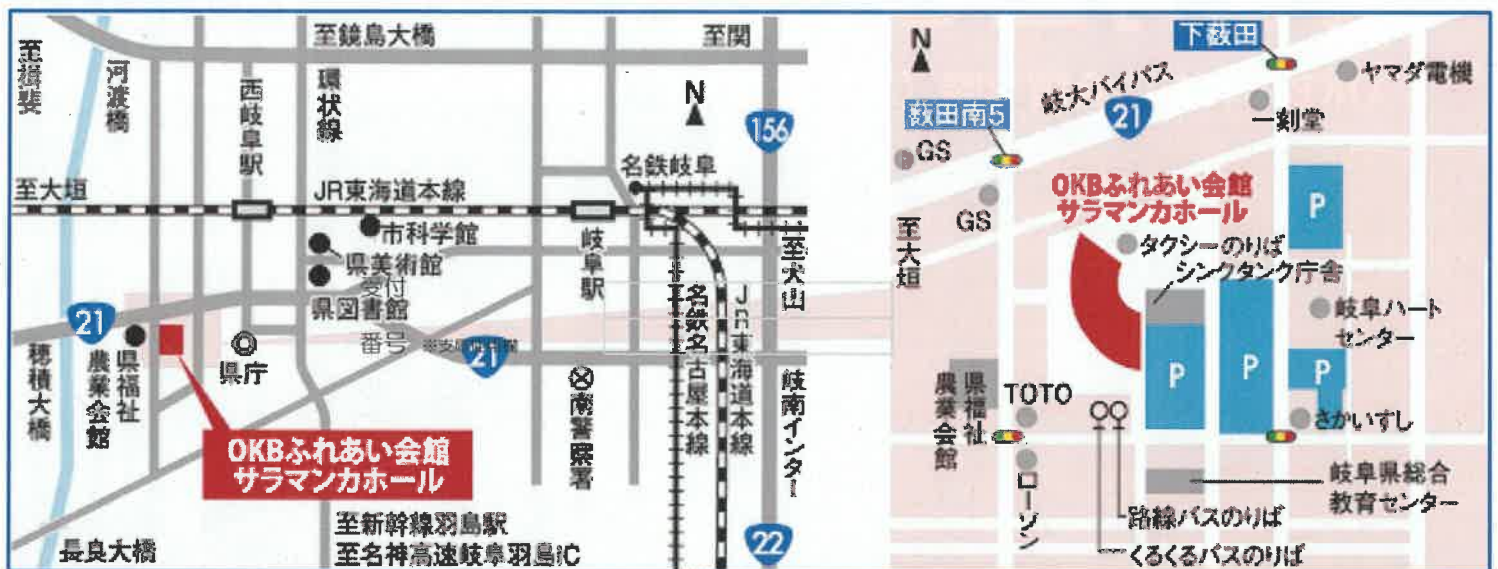 至鏡島大橋
至関
至揖斐
河渡橋
西岐阜駅
環状線
N
156
名鉄岐阜
至大垣
JR東海道本線
市科学館
県美術館
県図書館
岐阜駅
至犬山
受付
番号
21
穂積大橋
県福祉
農業会館
県庁
21
南警察署
名鉄名古屋本線
JR東海道本線
岐南インター
OKBふれあい会館
サラマンカホール
長良大橋
至新幹線羽島駅
至名神高速岐阜羽島IC
22
N
下薮田
ヤマダ電機
岐大バイパス
21
一刻堂
薮田南5
GS
GS
OKBふれあい会館
サラマンカホール
P
至大垣
タクシーのりば
シンクタンク庁舎
岐阜ハート
センター
P
P
P
県福祉
農業会館
TOTO
さかいすし
ローソン
岐阜県総合
教育センター
路線バスのりば
くるくるバスのりば